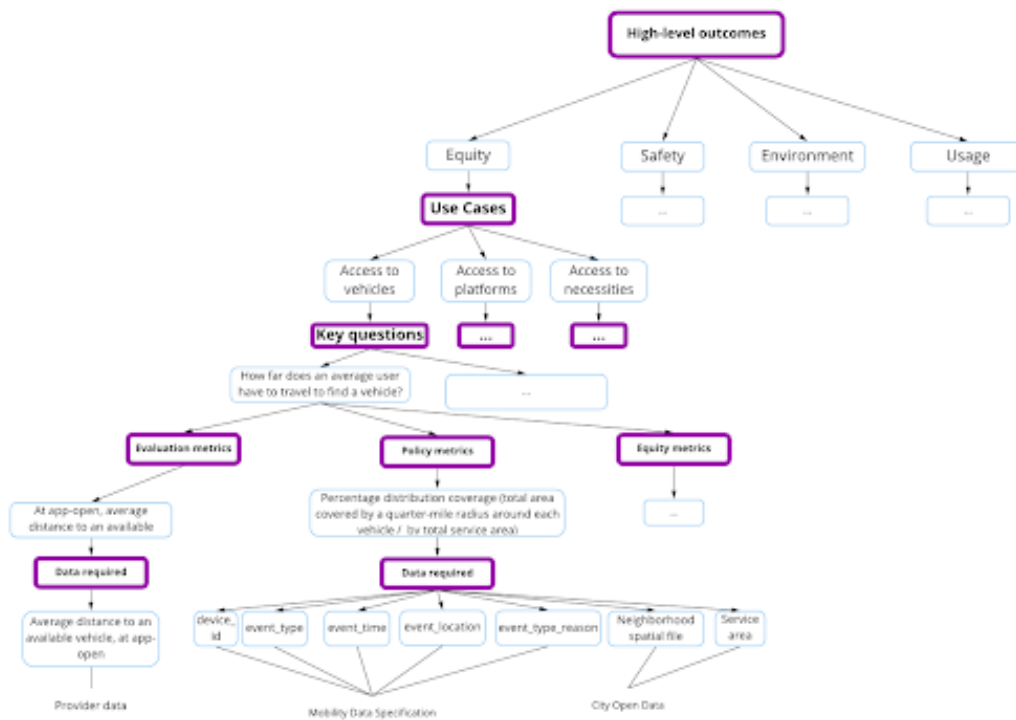 High-level outcomes
Equity
Safety
Environment
Usage
Use Cases
...
...
...
Access to
vehicles
Access to
platforms
Access to
necessities
Key questions
...
...
How far does an average user
have to travel to find a vehicle?
...
Evaluation metrics
Policy metrics
Equity metrics
At app-open, average
distance to an available
Percentage distribution coverage (total area
covered by a quarter-mile radius around each
vehicle / by total service area)
...
Data required
Data required
Average distance to an
available vehicle, at app-
open
device_
id
event_type
event_time
event_location
event_type_reason
Neighborhood
spatial file
Service
area
Provider data
Mobility Data Specification
City Open Data